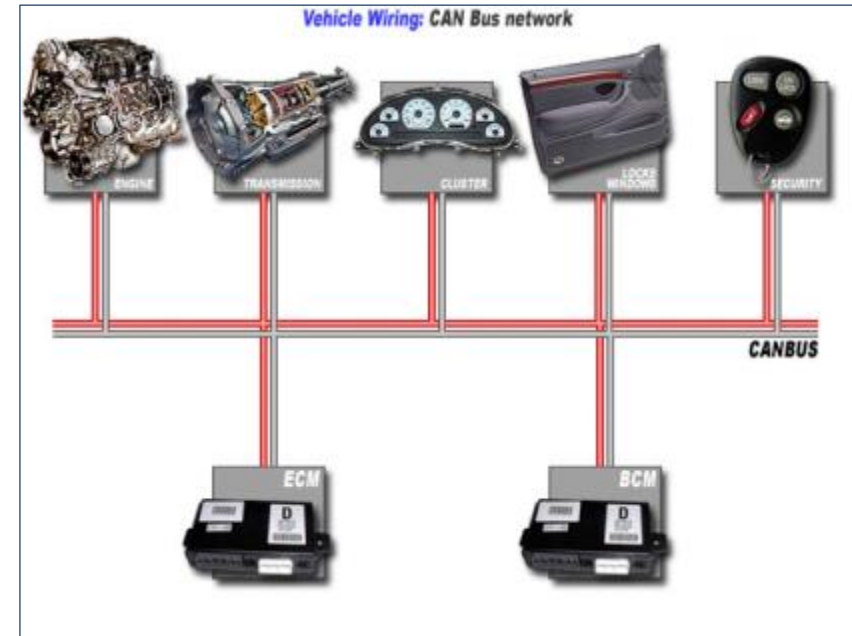 Vehicle Wiring: CAN Bus network
ENGINE
TRANSMISSION
CLUSTER
LOCKS
WINDOWS
SECURITY
CANBUS
ECM
BCM
D
D